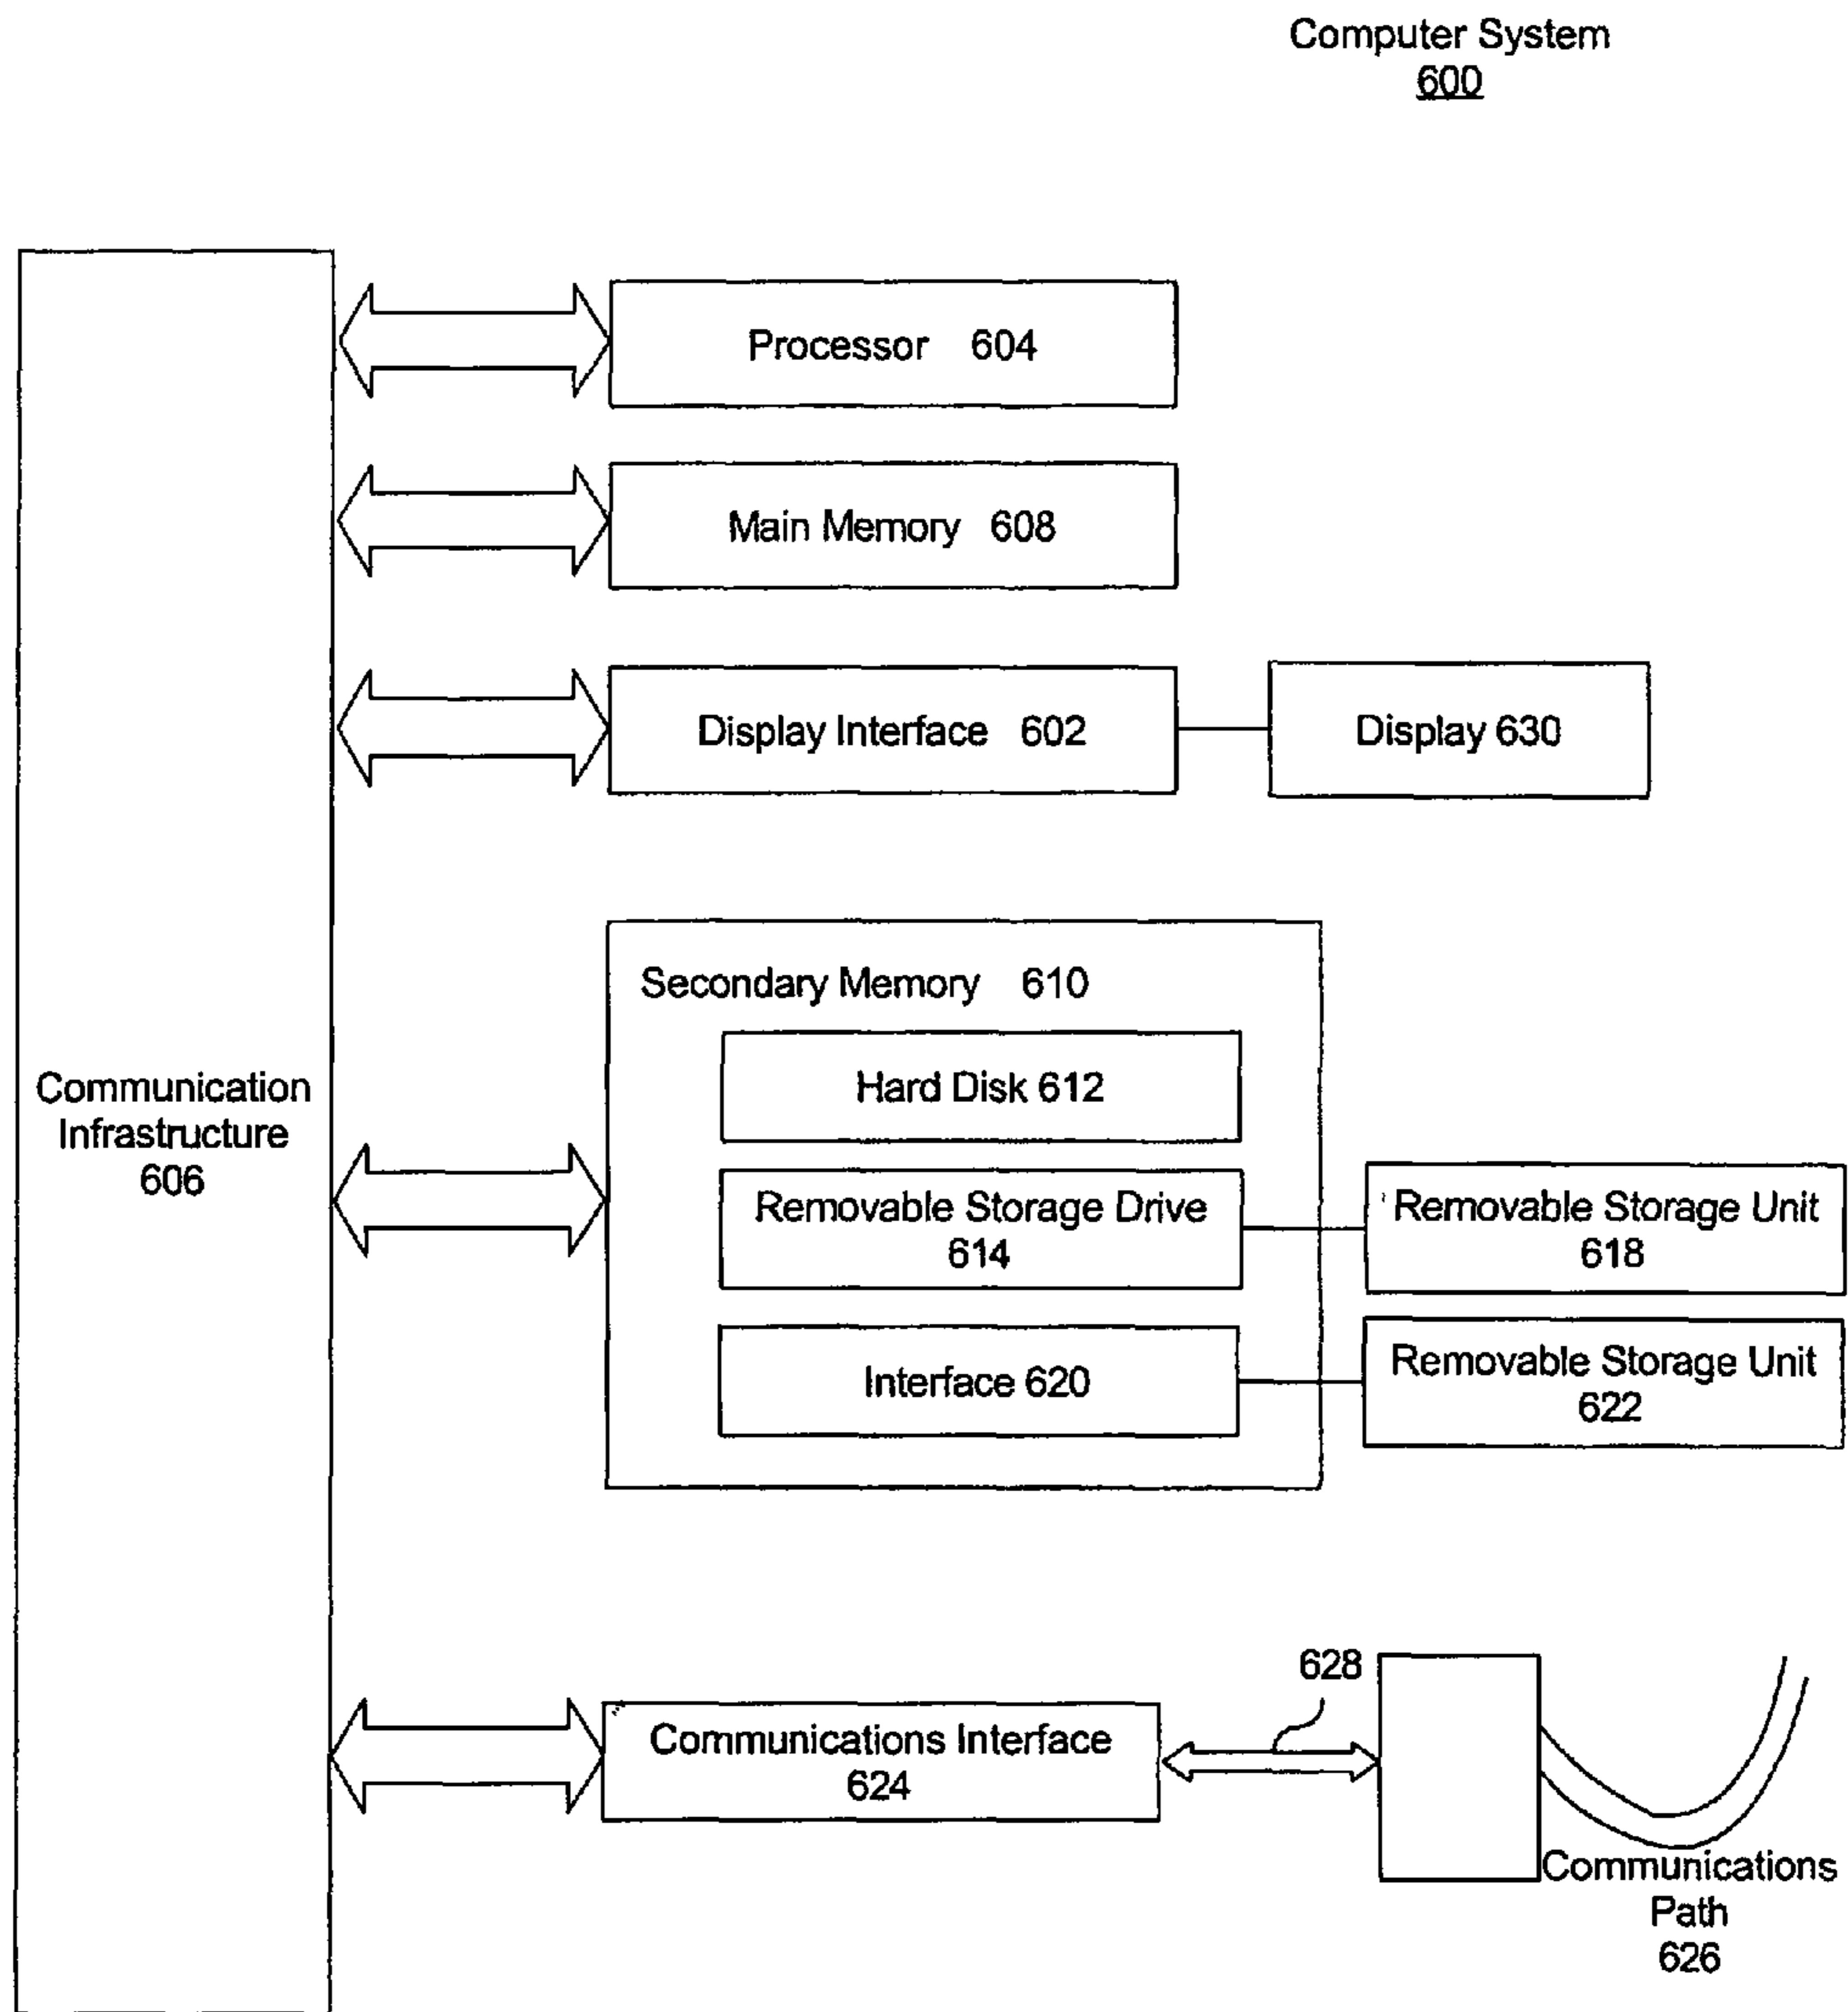 Computer System
600
Processor 604
Main Memory 608
Display Interface 602
Display 630
Secondary Memory 610
Hard Disk 612
Communication
Infrastructure
606
Removable Storage Drive
614
Removable Storage Unit
618
Interface 620
Removable Storage Unit
622
628
Communications Interface
624
Communications
Path
626